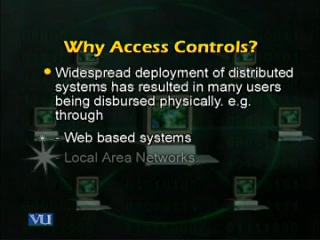 Why Access Controls?
Widespread deployment of distributed
systems has resulted in many users
being disbursed physically. e.g.
through
- Web based systems
- Local Area Networks
VU